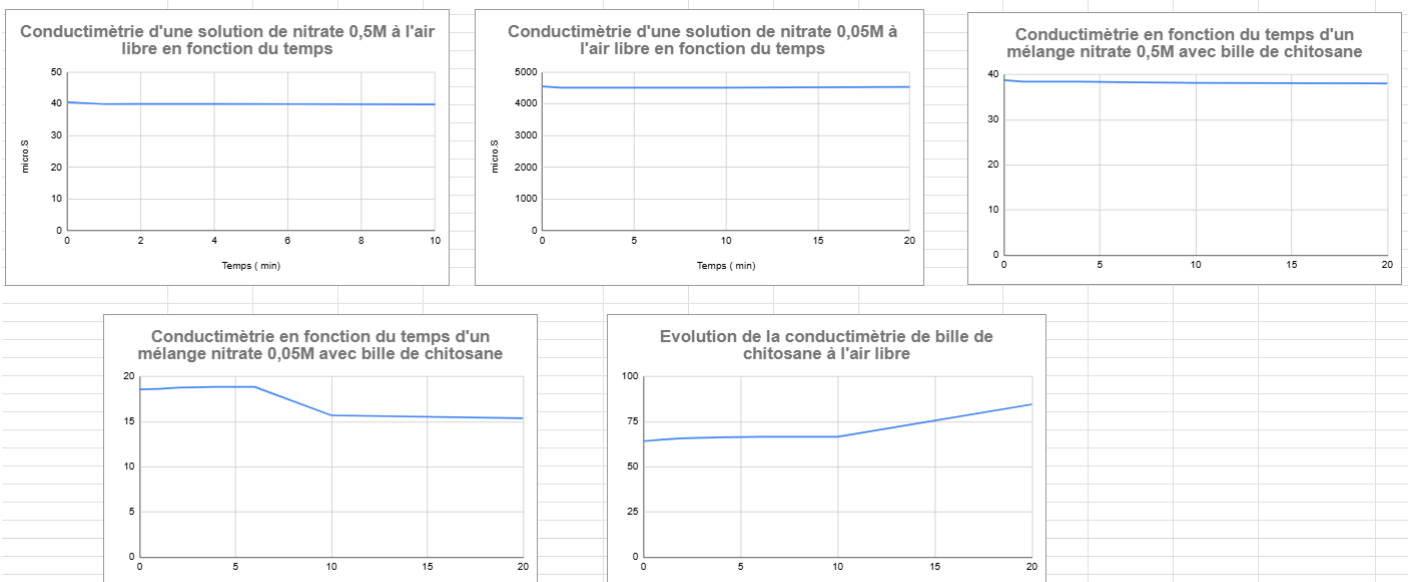 Conductimètrie d'une solution de nitrate 0,5M à l'air
libre en fonction du temps
50
40
30
20
10
0
micro.S
0 2 4 6 8 10
Temps ( min)
Conductimètrie d'une solution de nitrate 0,05M à
l'air libre en fonction du temps
5000
4000
3000
2000
1000
0
micro.S
0 5 10 15 20
Temps ( min)
Conductimètrie en fonction du temps d'un
mélange nitrate 0,5M avec bille de chitosane
40
30
20
10
0
0 5 10 15 20
Conductimètrie en fonction du temps d'un
mélange nitrate 0,05M avec bille de chitosane
20
15
10
5
0
0 5 10 15 20
Evolution de la conductimètrie de bille de
chitosane à l'air libre
100
75
50
25
0
0 5 10 15 20